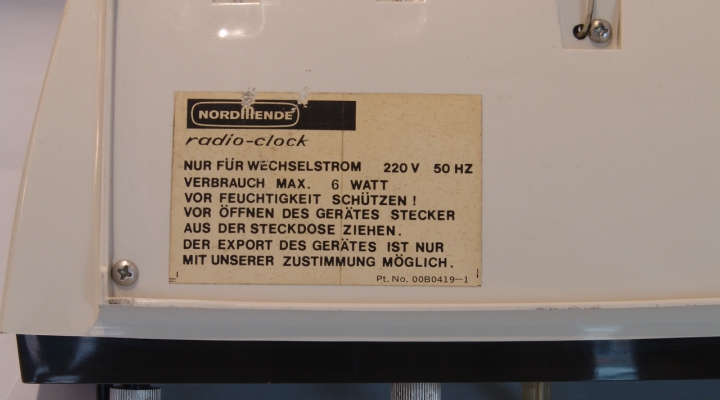 NORDMENDE
radio-clock
NUR FÜR WECHSELSTROM 220 V 50 HZ
VERBRAUCH MAX. 6 WATT
VOR FEUCHTIGKEIT SCHÜTZEN !
VOR ÖFFNEN DES GERÄTES STECKER
AUS DER STECKDOSE ZIEHEN.
DER EXPORT DES GERÄTES IST NUR
MIT UNSERER ZUSTIMMUNG MÖGLICH.
Pt. No. 00B0419—1